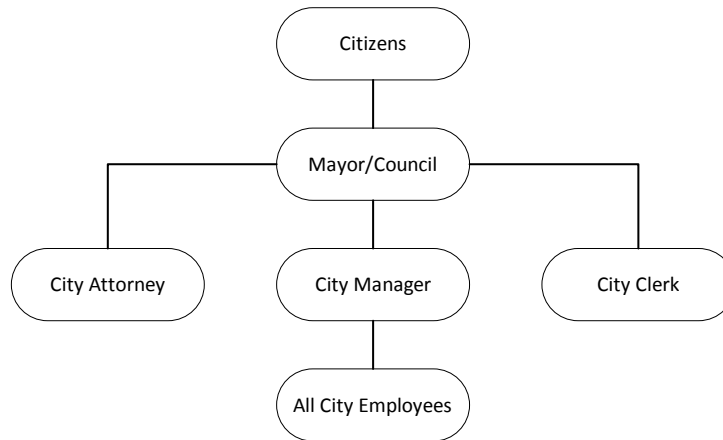 Citizens
Mayor/Council
City Attorney
City Manager
City Clerk
All City Employees